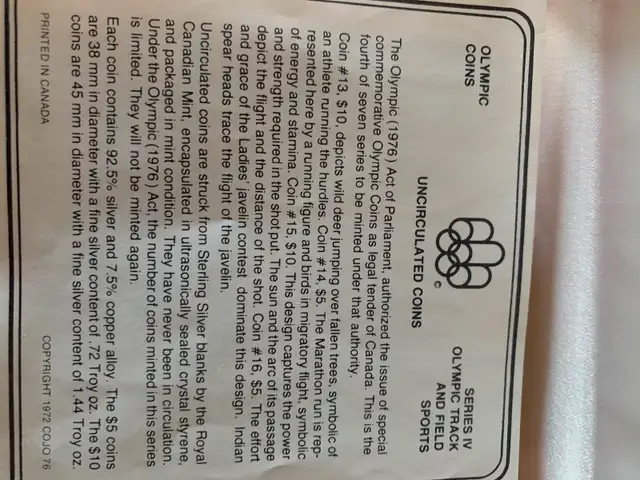 OLYMPIC
COINS
SERIES IV
OLYMPIC TRACK
AND FIELD
SPORTS
©
UNCIRCULATED COINS
The Olympic (1976) Act of Parliament, authorized the issue of special
commemorative Olympic Coins as legal tender of Canada. This is the
fourth of seven series to be minted under that authority.
Coin #13, $10, depicts wild deer jumping over fallen trees, symbolic of
an athlete running the hurdles. Coin #14, $5. The Marathon run is rep-
resented here by a running figure and birds in migratory flight, symbolic
of energy and stamina. Coin #15, $10. This design captures the power
and strength required in the shot put. The sun and the arc of its passage
depict the flight and the distance of the shot. Coin #16, $5. The effort
and grace of the Ladies' javelin contest dominate this design. Indian
spear heads trace the flight of the javelin.
Uncirculated coins are struck from Sterling Silver blanks by the Royal
Canadian Mint, encapsulated in ultrasonically sealed crystal styrene,
and packaged in mint condition. They have never been in circulation.
Under the Olympic (1976) Act, the number of coins minted in this series
is limited. They will not be minted again.
Each coin contains 92.5% silver and 7.5% copper alloy. The $5 coins
are 38 mm in diameter with a fine silver content of .72 Troy oz. The $10
coins are 45 mm in diameter with a fine silver content of 1.44 Troy oz.
PRINTED IN CANADA
COPYRIGHT 1972 COJO 76